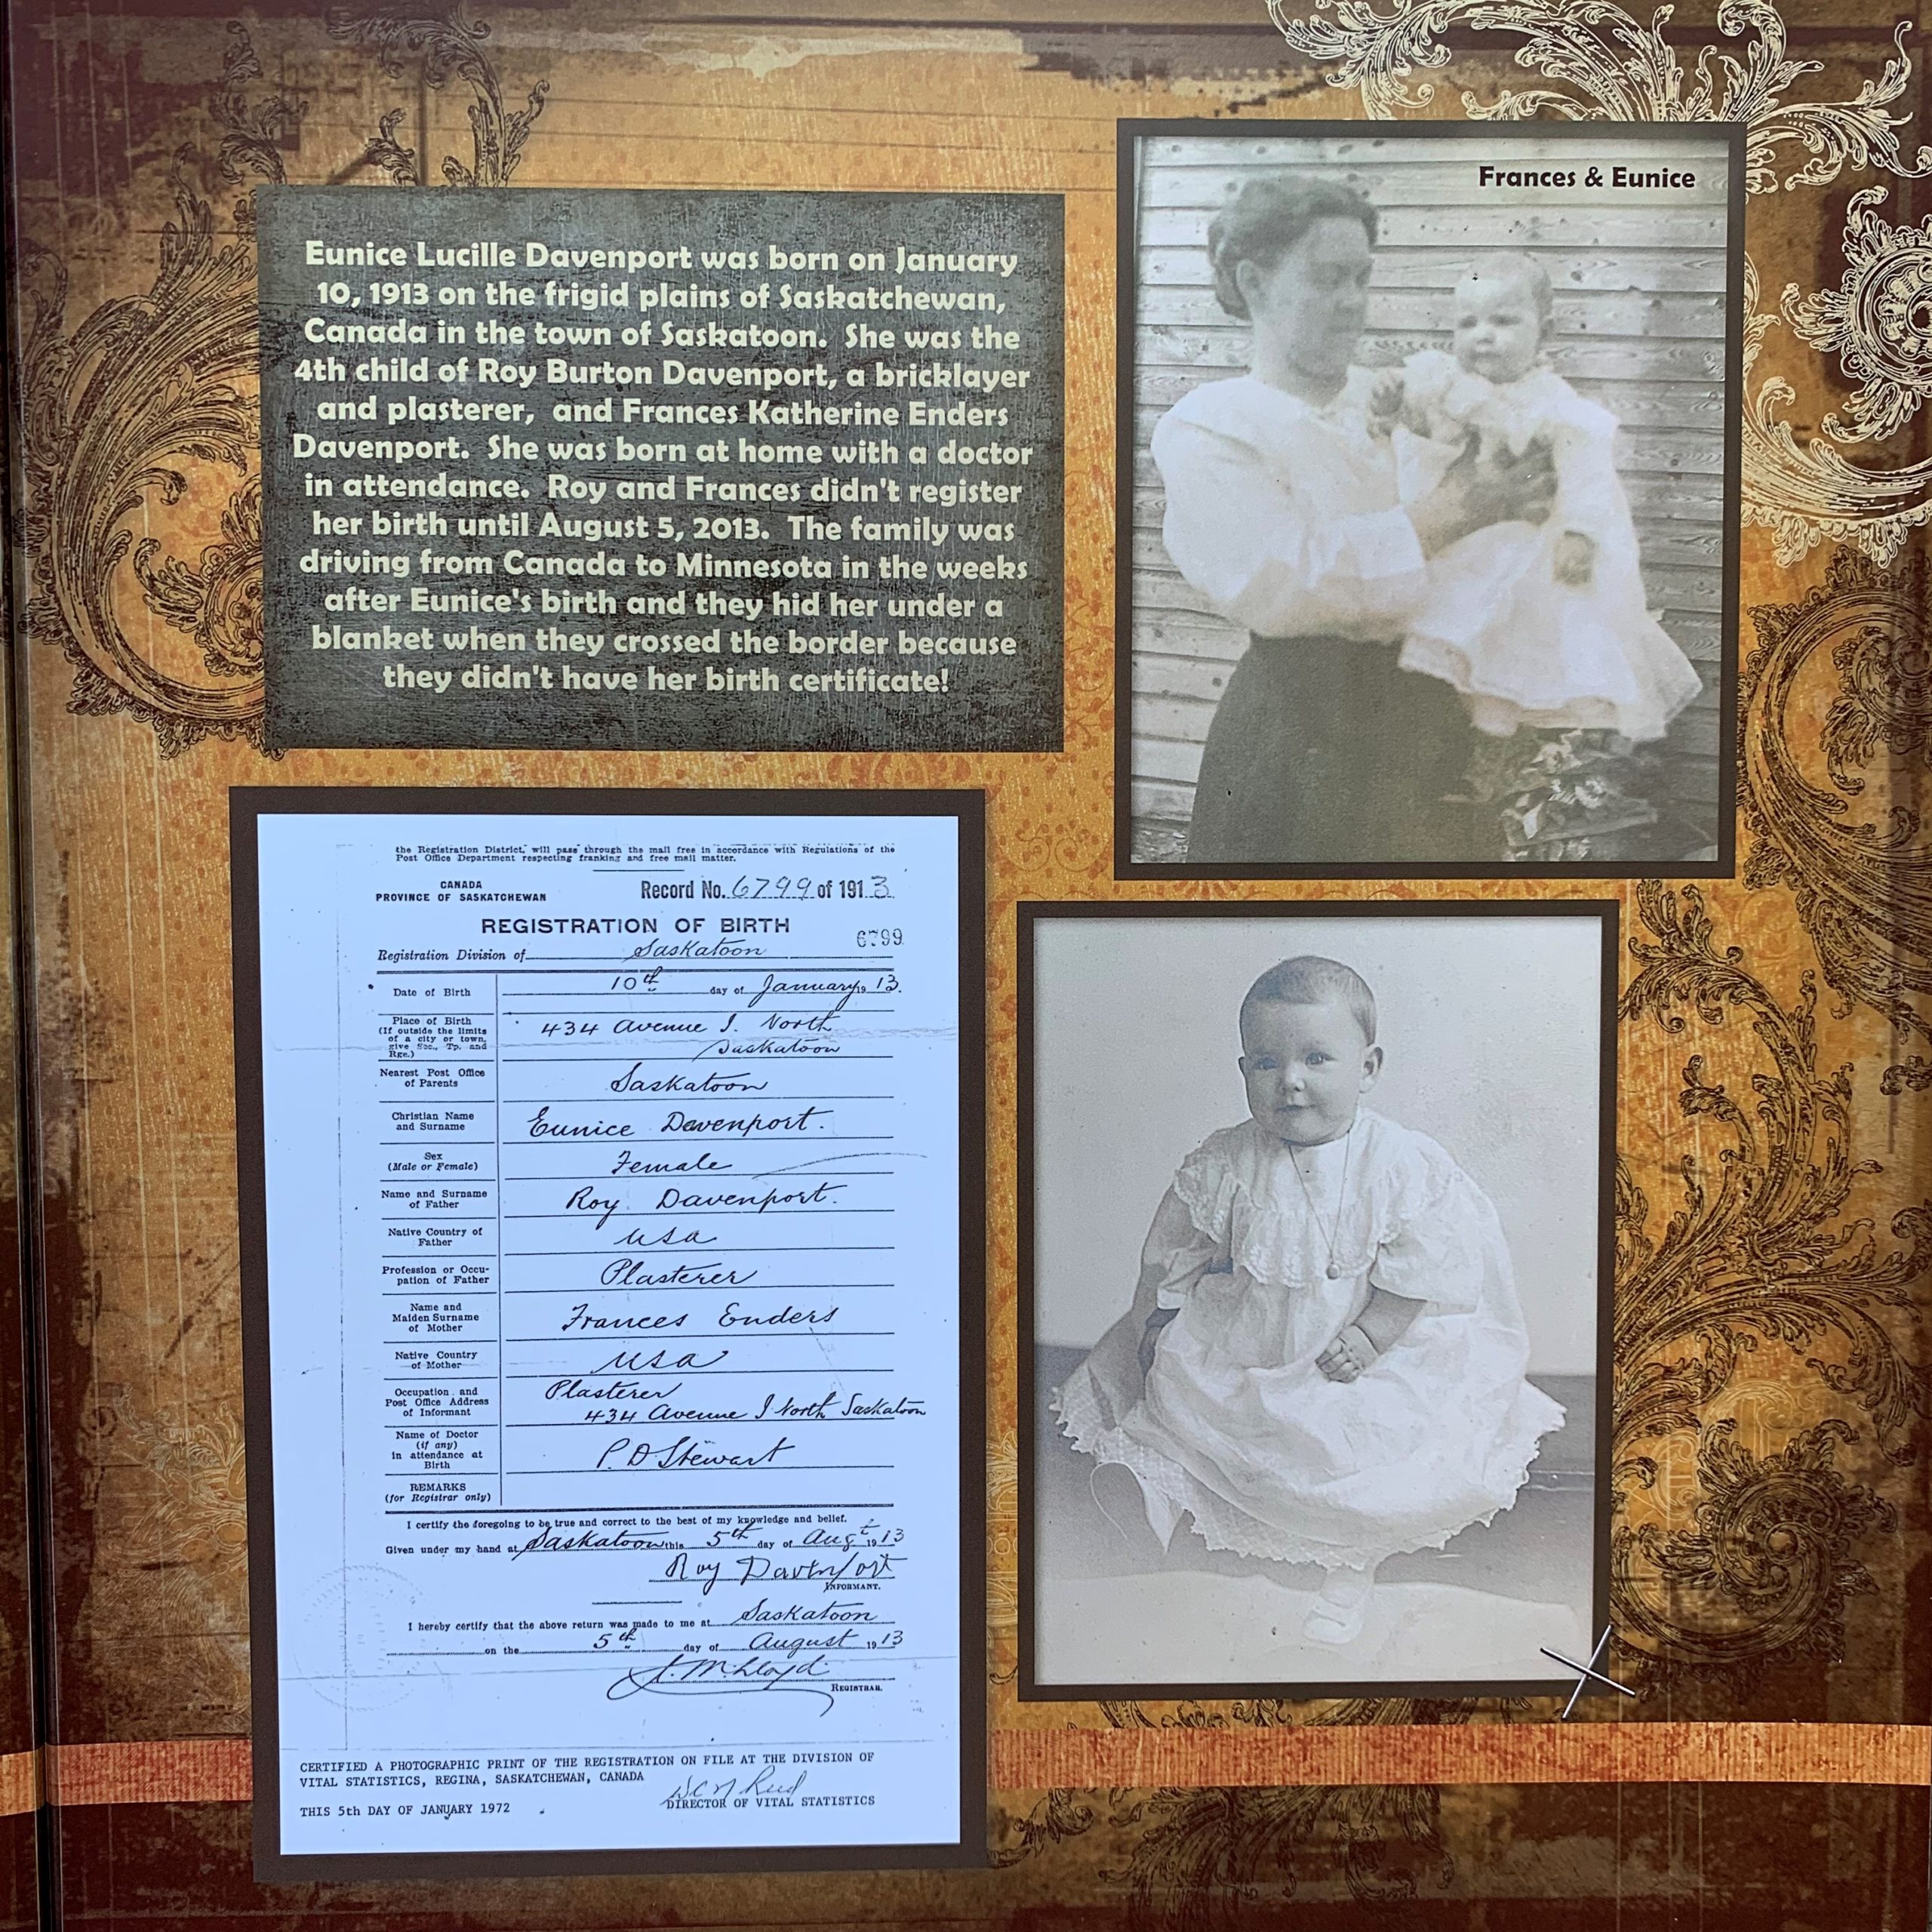 Eunice Lucille Davenport was born on January
10, 1913 on the frigid plains of Saskatchewan,
Canada in the town of Saskatoon. She was the
4th child of Roy Burton Davenport, a bricklayer
and plasterer, and Frances Katherine Enders
Davenport. She was born at home with a doctor
in attendance. Roy and Frances didn't register
her birth until August 5, 2013. The family was
driving from Canada to Minnesota in the weeks
after Eunice's birth and they hid her under a
blanket when they crossed the border because
they didn't have her birth certificate!
Frances & Eunice
the Registration District, will pass through the mail free in accordance with Regulations of the
Post Office Department respecting franking and free mail matter.
CANADA
PROVINCE OF SASKATCHEWAN
Record No. 6799 of 1913
REGISTRATION OF BIRTH
6799
Registration Division of Saskatoon
Date of Birth
10th day of January 1913.
Place of Birth
(If outside the limits
of a city or town,
give Sec., Tp. and
Rge.)
434 Avenue I. North
Saskatoon
Nearest Post Office
of Parents
Saskatoon
Christian Name
and Surname
Eunice Davenport.
Sex
(Male or Female)
Female
Name and Surname
of Father
Roy Davenport.
Native Country of
Father
USA
Profession or Occu-
pation of Father
Plasterer
Name and
Maiden Surname
of Mother
Frances Enders
Native Country
of Mother
USA
Occupation and
Post Office Address
of Informant
Plasterer
434 Avenue I North Saskatoon
Name of Doctor
(if any)
in attendance at
Birth
P. D Stewart
REMARKS
(for Registrar only)
I certify the foregoing to be true and correct to the best of my knowledge and belief.
Given under my hand at Saskatoon this 5th day of Augt 1913
Roy Davenport
INFORMANT.
I hereby certify that the above return was made to me at Saskatoon
on the 5th day of August 1913
M. Lloyd
REGISTRAR.
CERTIFIED A PHOTOGRAPHIC PRINT OF THE REGISTRATION ON FILE AT THE DIVISION OF
VITAL STATISTICS, REGINA, SASKATCHEWAN, CANADA
THIS 5th DAY OF JANUARY 1972
DIRECTOR OF VITAL STATISTICS